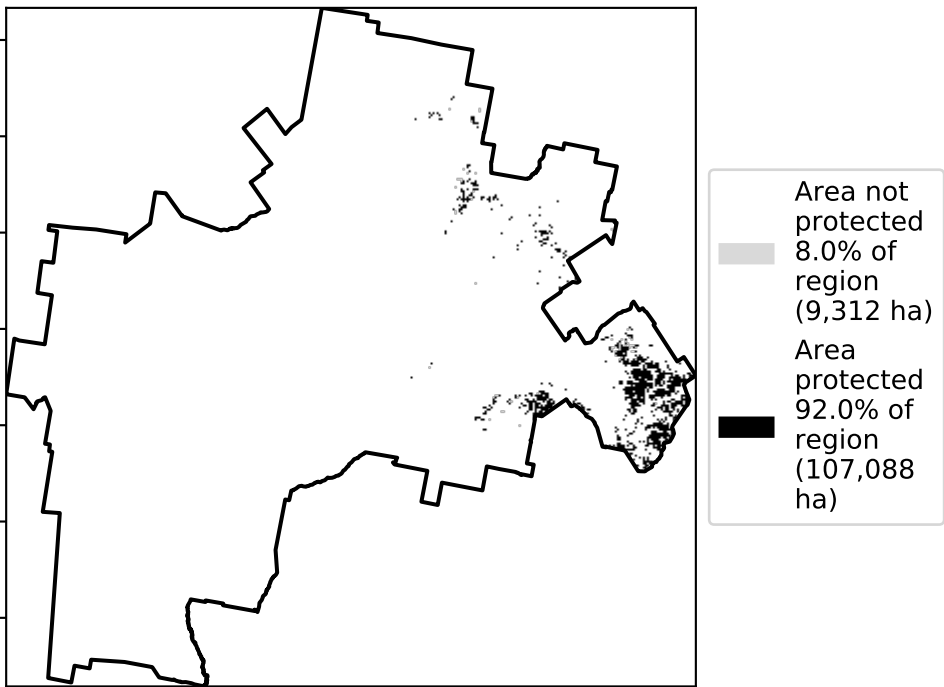 Area not
protected
8.0% of
region
(9,312 ha)
Area
protected
92.0% of
region
(107,088
ha)